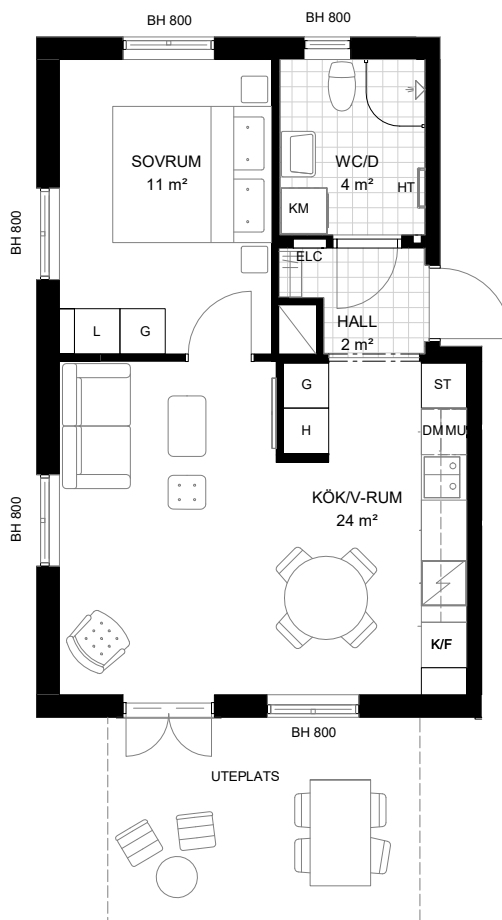 BH 800
BH 800
SOVRUM
11 m²
WC/D
4 m²
HT
KM
BH 800
ELC
HALL
2 m²
L
G
G
ST
H
DM MU
KÖK/V-RUM
24 m²
BH 800
K/F
BH 800
UTEPLATS